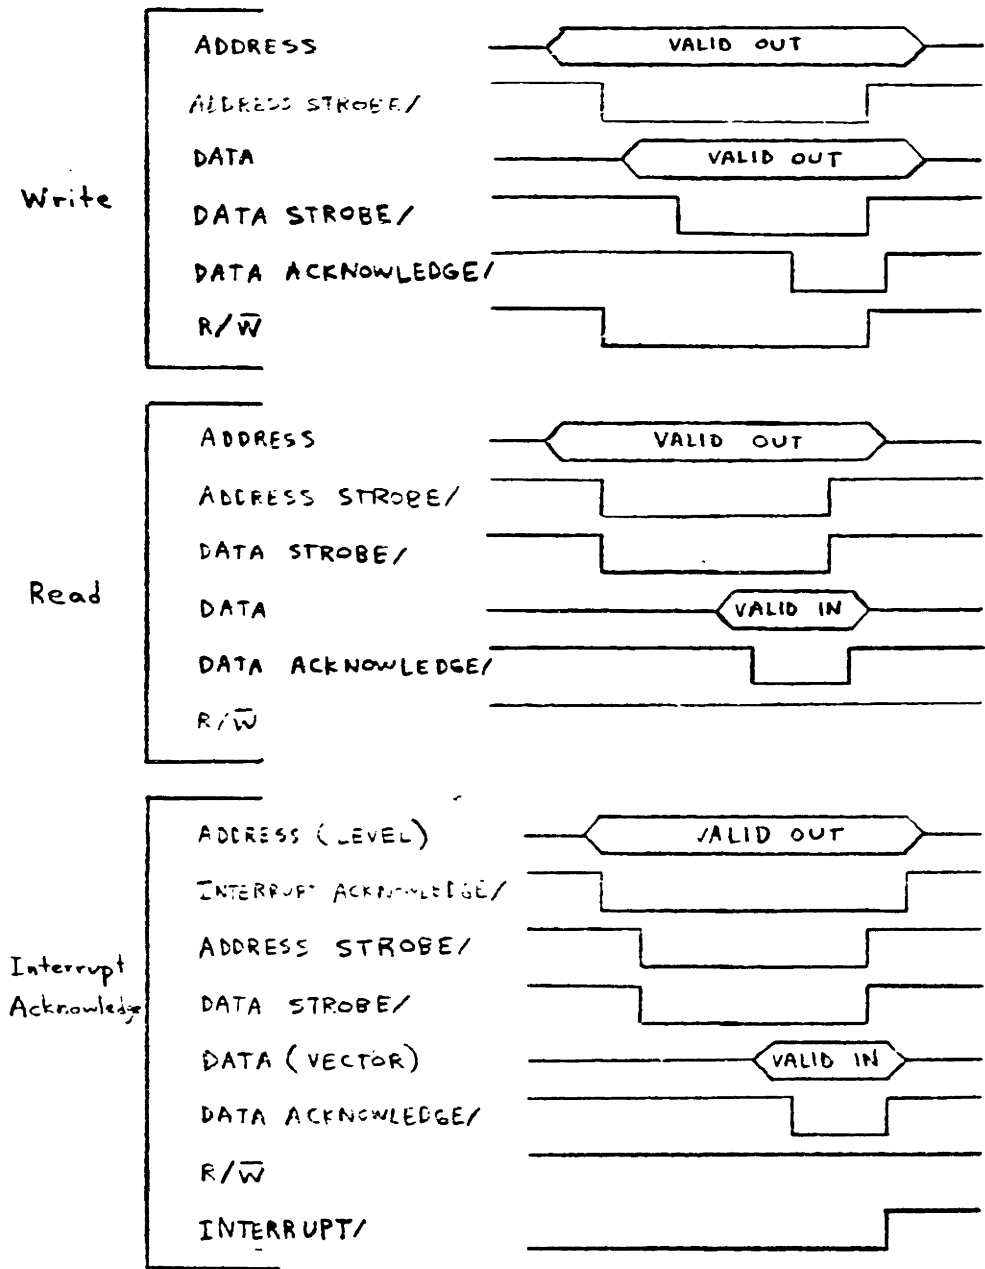 Write
ADDRESS VALID OUT
ADDRESS STROBE/
DATA VALID OUT
DATA STROBE/
DATA ACKNOWLEDGE/
R/W̅
Read
ADDRESS VALID OUT
ADDRESS STROBE/
DATA STROBE/
DATA VALID IN
DATA ACKNOWLEDGE/
R/W̅
Interrupt
Acknowledge
ADDRESS (LEVEL) VALID OUT
INTERRUPT ACKNOWLEDGE/
ADDRESS STROBE/
DATA STROBE/
DATA (VECTOR) VALID IN
DATA ACKNOWLEDGE/
R/W̅
INTERRUPT/